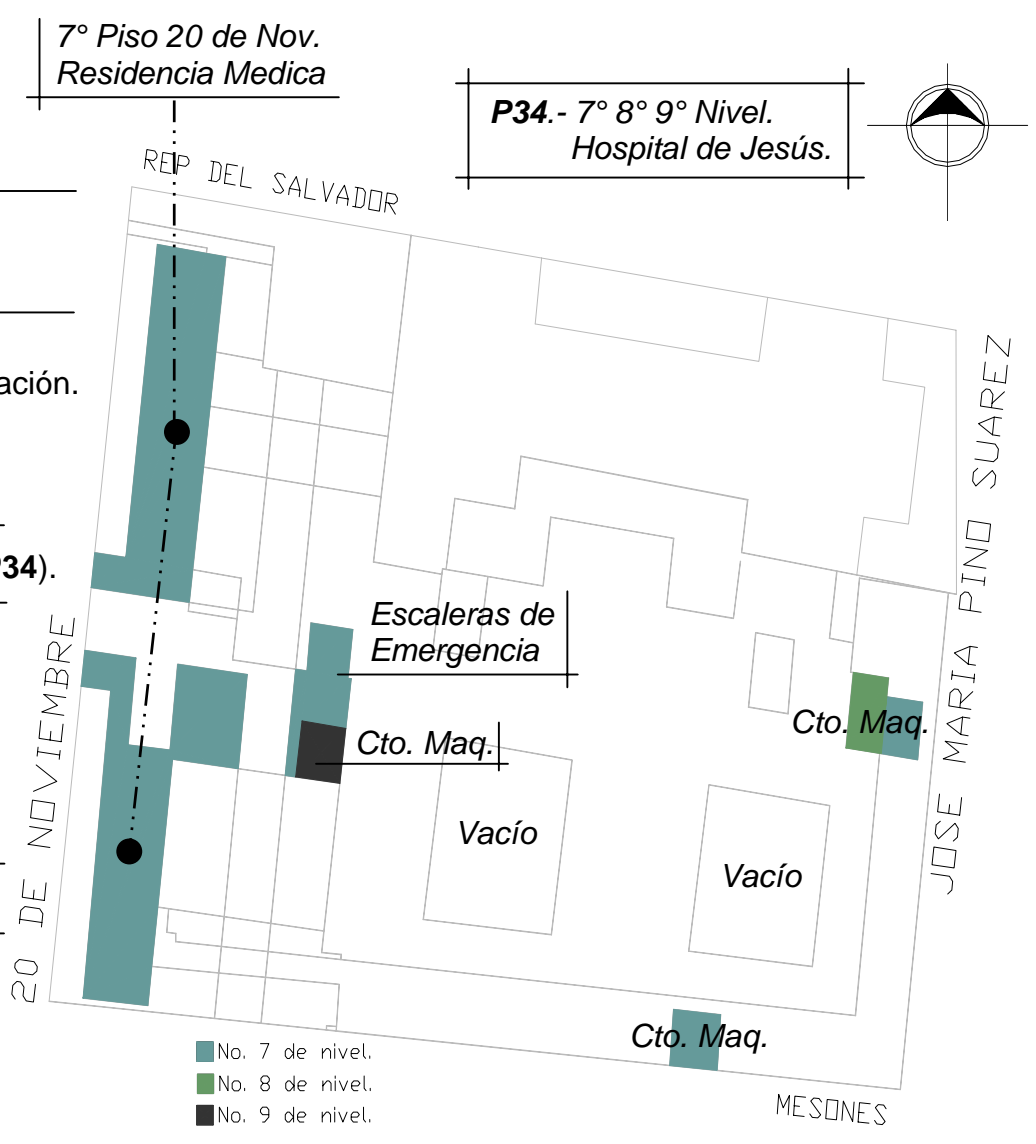 7° Piso 20 de Nov.
Residencia Medica
P34.- 7° 8° 9° Nivel.
Hospital de Jesús.
REP DEL SALVADOR
ación.
34).
JOSE MARIA PINO SUAREZ
20 DE NOVIEMBRE
Escaleras de
Emergencia
Cto. Maq.
Cto. Maq.
Vacío
Vacío
Cto. Maq.
No. 7 de nivel.
No. 8 de nivel.
No. 9 de nivel.
MESONES